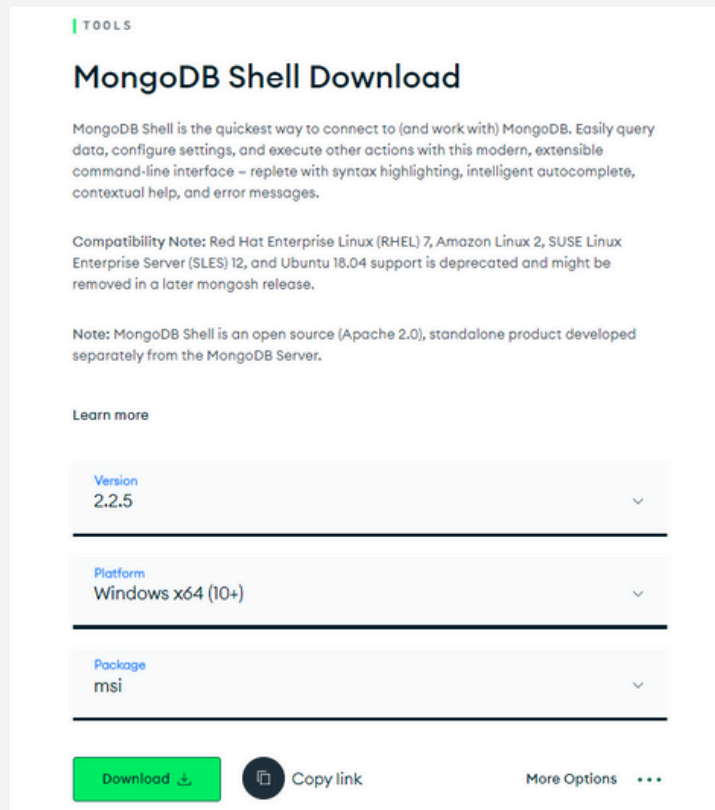 TOOLS
MongoDB Shell Download
MongoDB Shell is the quickest way to connect to (and work with) MongoDB. Easily query
data, configure settings, and execute other actions with this modern, extensible
command-line interface – replete with syntax highlighting, intelligent autocomplete,
contextual help, and error messages.
Compatibility Note: Red Hat Enterprise Linux (RHEL) 7, Amazon Linux 2, SUSE Linux
Enterprise Server (SLES) 12, and Ubuntu 18.04 support is deprecated and might be
removed in a later mongosh release.
Note: MongoDB Shell is an open source (Apache 2.0), standalone product developed
separately from the MongoDB Server.
Learn more
Version
2.2.5
Platform
Windows x64 (10+)
Package
msi
Download Copy link More Options